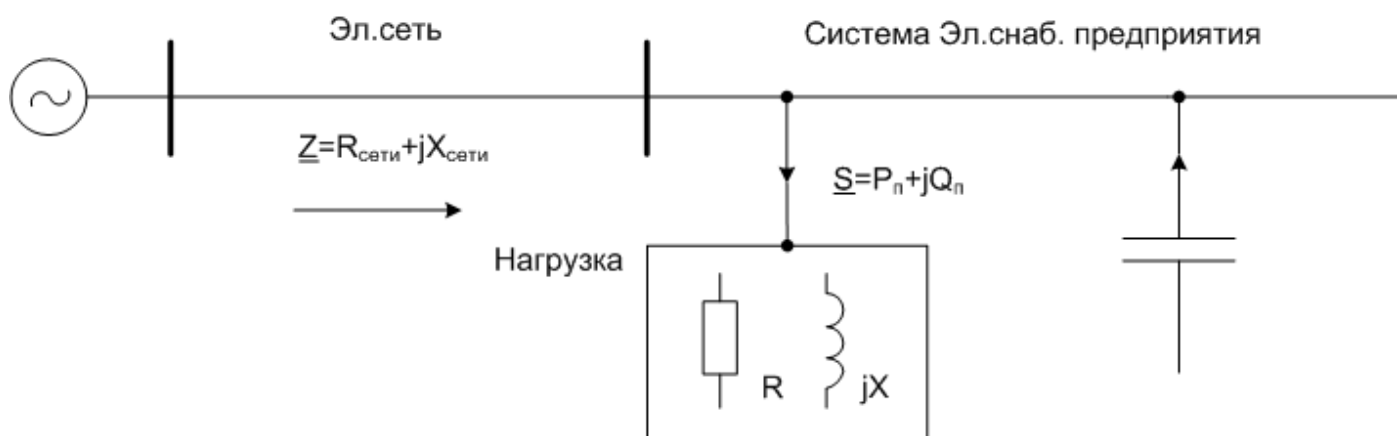 Эл.сеть
Система Эл.снаб. предприятия
Z=Rсети+jXсети
S=Pп+jQп
Нагрузка
R
jX